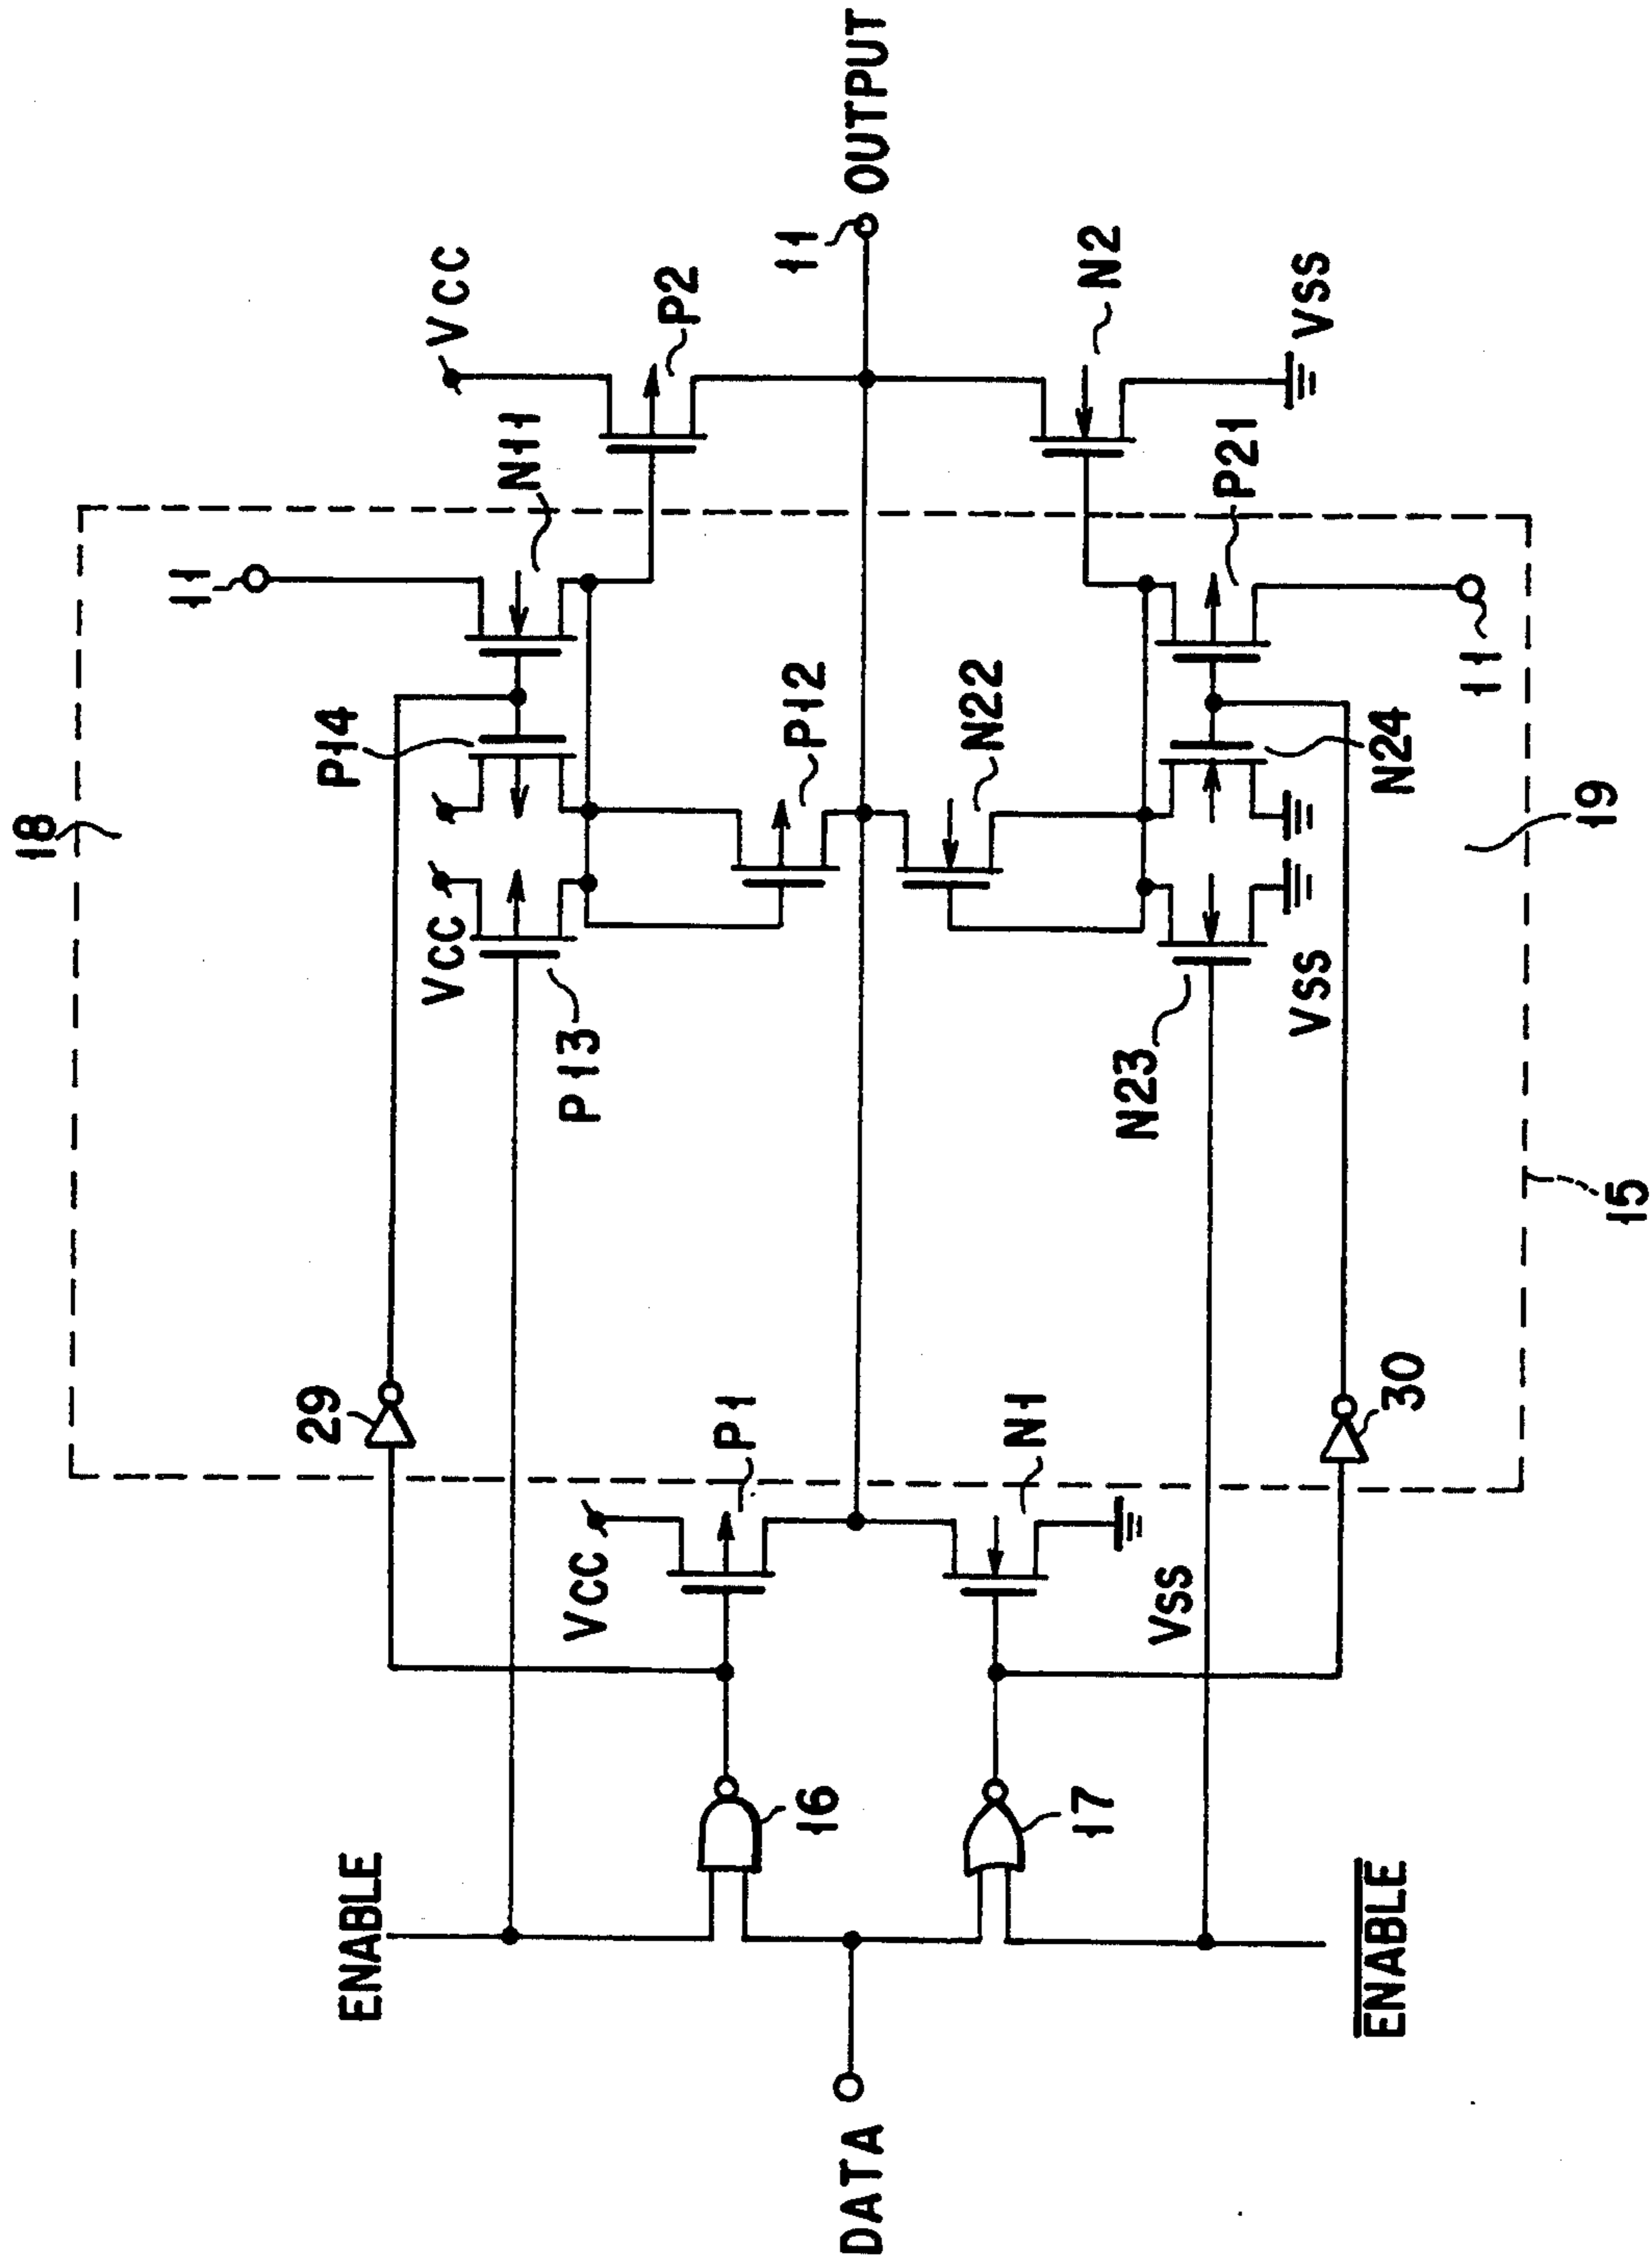 18
VCC
11
N11
P14
P2
29
VCC
P13
P12
11
OUTPUT
ENABLE
VCC
P1
16
N22
N2
DATA
17
N1
VSS
N23
VSS
N24
P21
VSS
11
ENABLE
30
19
15